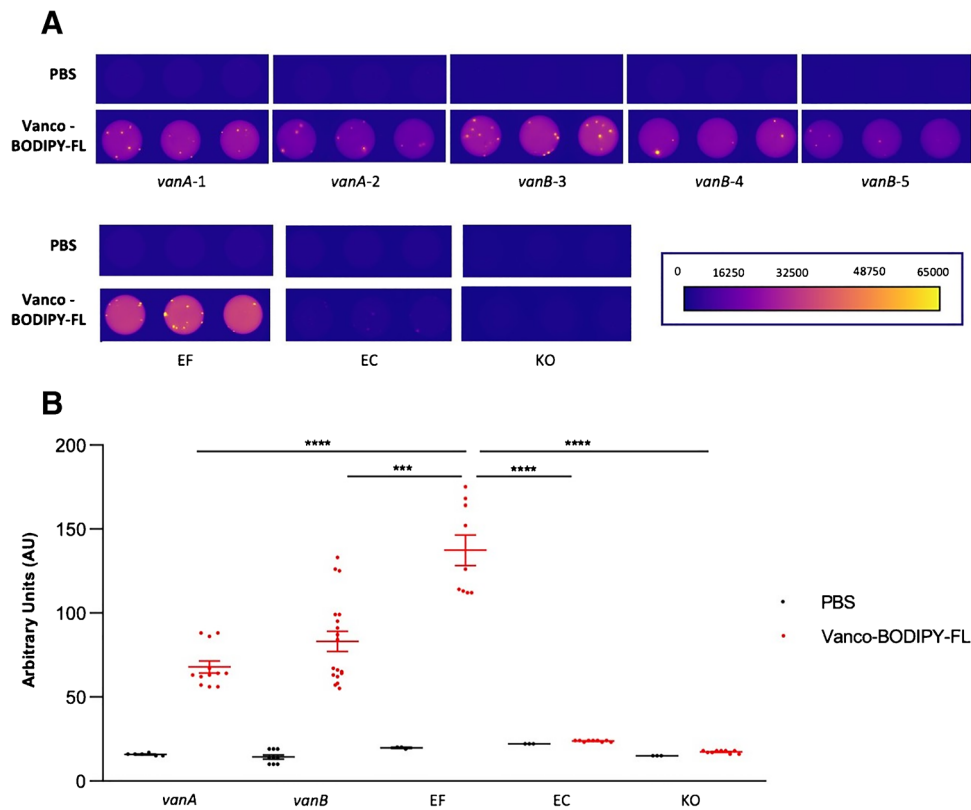 A
PBS
Vanco -
BODIPY-FL
vanA-1
vanA-2
vanB-3
vanB-4
vanB-5
PBS
Vanco -
BODIPY-FL
EF
EC
KO
0 16250 32500 48750 65000
B
**** ****
*** ****
Arbitrary Units (AU)
200
150
100
50
0
PBS
Vanco-BODIPY-FL
vanA
vanB
EF
EC
KO